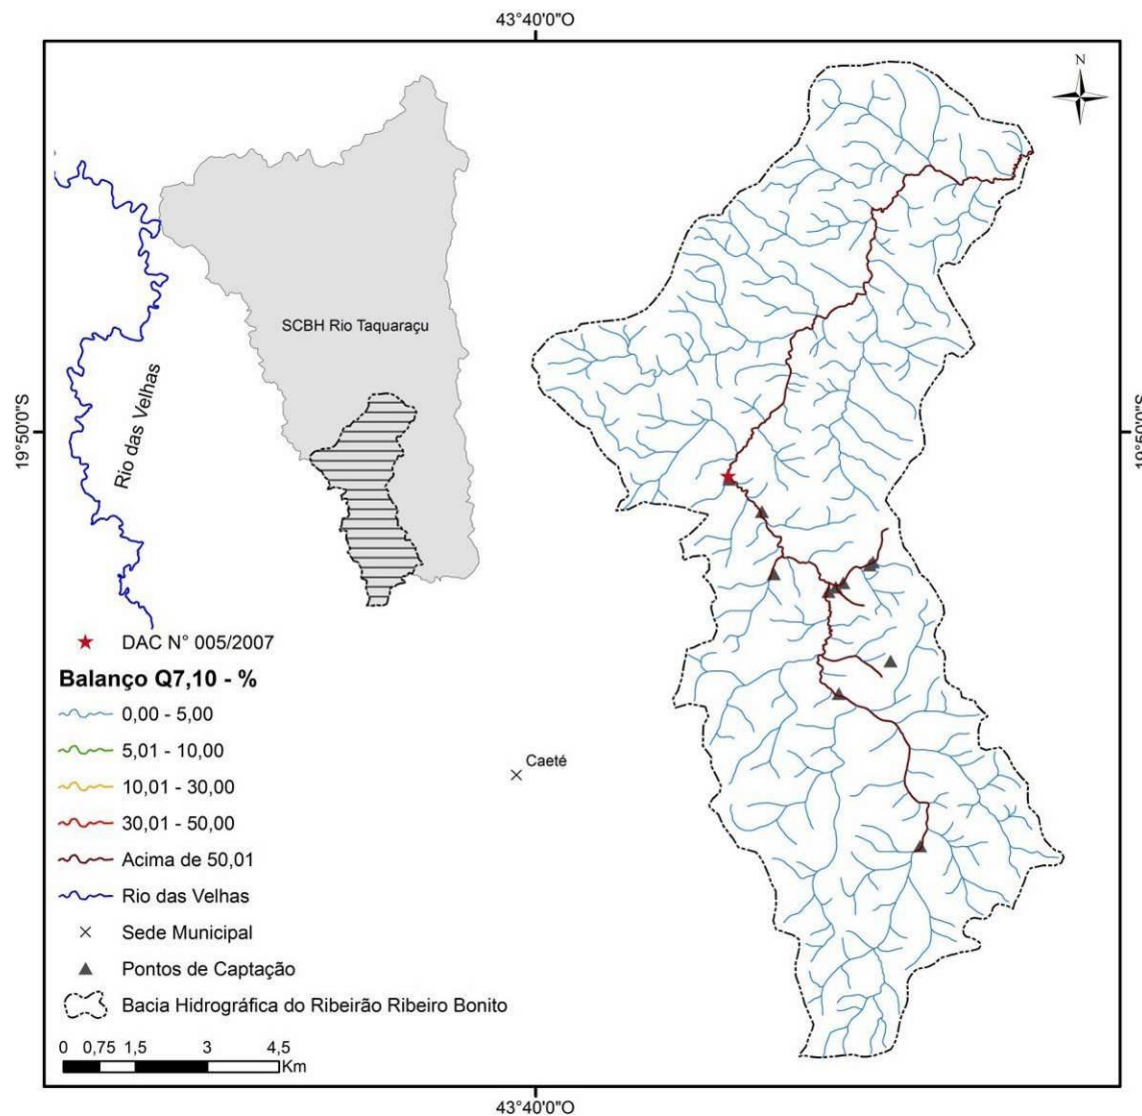 43°40'0"O
N
SCBH Rio Taquaraçu
Rio das Velhas
19°50'0"S
19°50'0"S
DAC N° 005/2007
Balanço Q7,10 - %
0,00 - 5,00
5,01 - 10,00
10,01 - 30,00
30,01 - 50,00
Acima de 50,01
Rio das Velhas
Sede Municipal
Pontos de Captação
Bacia Hidrográfica do Ribeirão Ribeiro Bonito
Caeté
0 0,75 1,5 3 4,5
Km
43°40'0"O